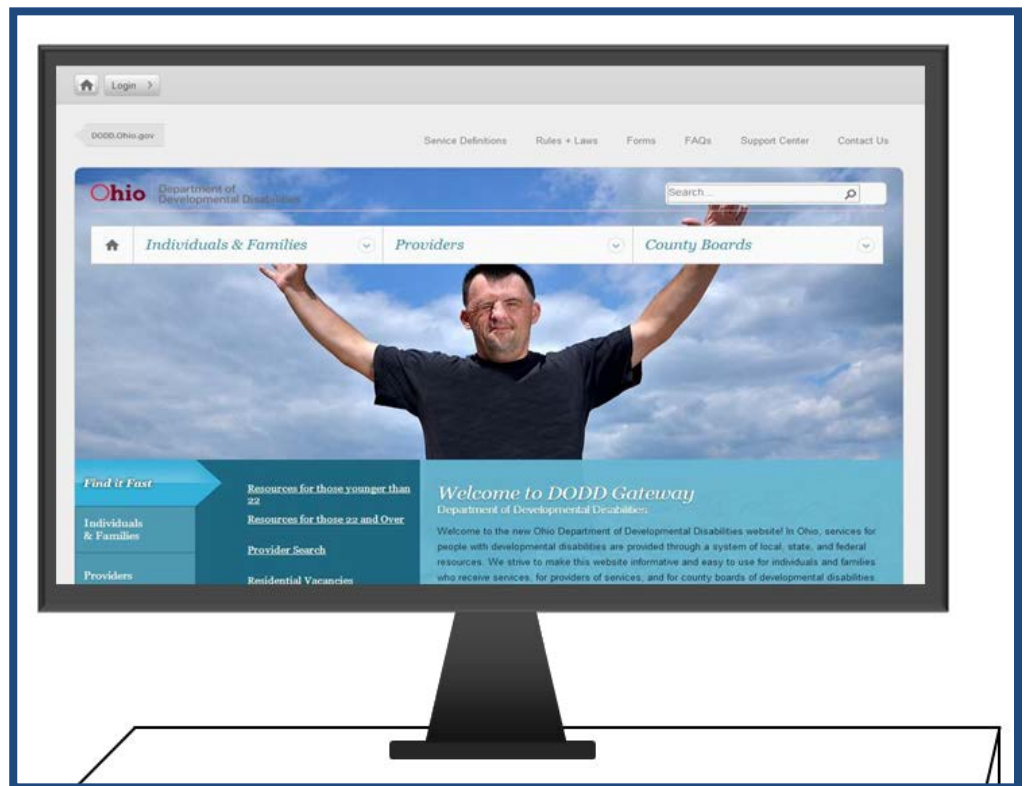 Login >
DODD.Ohio.gov
Service Definitions Rules + Laws Forms FAQs Support Center Contact Us
Ohio Department of
Developmental Disabilities
Search...
Individuals & Families Providers County Boards
Find it Fast
Individuals
& Families
Providers
Resources for those younger than
22
Resources for those 22 and Over
Provider Search
Residential Vacancies
Welcome to DODD Gateway
Department of Developmental Disabilities
Welcome to the new Ohio Department of Developmental Disabilities website! In Ohio, services for
people with developmental disabilities are provided through a system of local, state, and federal
resources. We strive to make this website informative and easy to use for individuals and families
who receive services, for providers of services, and for county boards of developmental disabilities